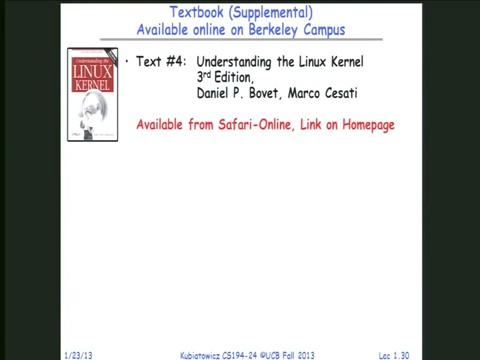 Textbook (Supplemental)
Available online on Berkeley Campus
Understanding the
LINUX
KERNEL
• Text #4: Understanding the Linux Kernel
3rd Edition,
Daniel P. Bovet, Marco Cesati
Available from Safari-Online, Link on Homepage
1/23/13
Kubiatowicz CS194-24 ©UCB Fall 2013
Lec 1.30